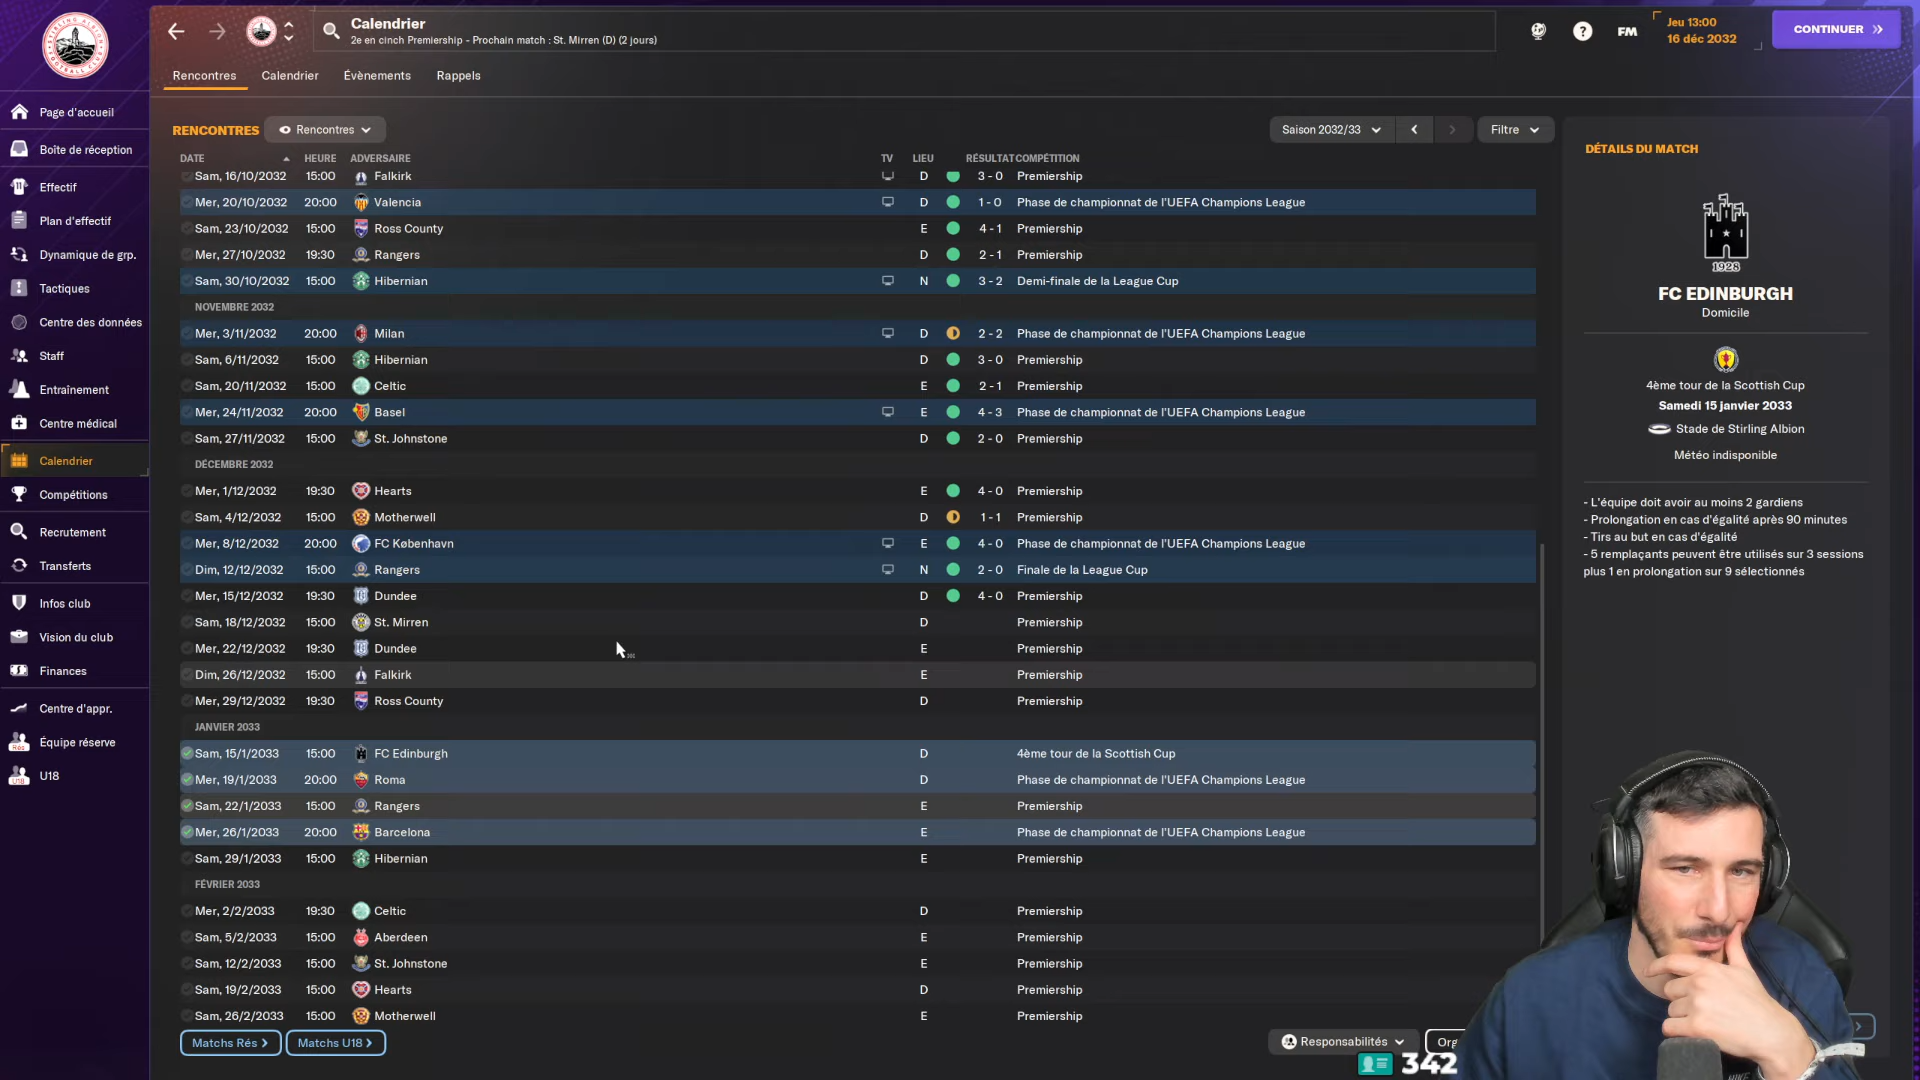 Calendrier
2e en cinch Premiership - Prochain match : St. Mirren (D) (2 jours)
FM
Jeu 13:00
16 déc 2032
CONTINUER
Rencontres Calendrier Évènements Rappels
Page d'accueil
Boîte de réception
Effectif
Plan d'effectif
Dynamique de grp.
Tactiques
Centre des données
Staff
Entraînement
Centre médical
Calendrier
Compétitions
Recrutement
Transferts
Infos club
Vision du club
Finances
Centre d'appr.
Équipe réserve
U18
RENCONTRES Rencontres Saison 2032/33 Filtre
DATE HEURE ADVERSAIRE TV LIEU RÉSULTAT COMPÉTITION
Sam, 16/10/2032 15:00 Falkirk D 3 - 0 Premiership
Mer, 20/10/2032 20:00 Valencia D 1 - 0 Phase de championnat de l'UEFA Champions League
Sam, 23/10/2032 15:00 Ross County E 4 - 1 Premiership
Mer, 27/10/2032 19:30 Rangers D 2 - 1 Premiership
Sam, 30/10/2032 15:00 Hibernian N 3 - 2 Demi-finale de la League Cup
NOVEMBRE 2032
Mer, 3/11/2032 20:00 Milan D 2 - 2 Phase de championnat de l'UEFA Champions League
Sam, 6/11/2032 15:00 Hibernian D 3 - 0 Premiership
Sam, 20/11/2032 15:00 Celtic E 2 - 1 Premiership
Mer, 24/11/2032 20:00 Basel E 4 - 3 Phase de championnat de l'UEFA Champions League
Sam, 27/11/2032 15:00 St. Johnstone D 2 - 0 Premiership
DÉCEMBRE 2032
Mer, 1/12/2032 19:30 Hearts E 4 - 0 Premiership
Sam, 4/12/2032 15:00 Motherwell D 1 - 1 Premiership
Mer, 8/12/2032 20:00 FC København E 4 - 0 Phase de championnat de l'UEFA Champions League
Dim, 12/12/2032 15:00 Rangers N 2 - 0 Finale de la League Cup
Mer, 15/12/2032 19:30 Dundee D 4 - 0 Premiership
Sam, 18/12/2032 15:00 St. Mirren D Premiership
Mer, 22/12/2032 19:30 Dundee E Premiership
Dim, 26/12/2032 15:00 Falkirk E Premiership
Mer, 29/12/2032 19:30 Ross County D Premiership
JANVIER 2033
Sam, 15/1/2033 15:00 FC Edinburgh D 4ème tour de la Scottish Cup
Mer, 19/1/2033 20:00 Roma D Phase de championnat de l'UEFA Champions League
Sam, 22/1/2033 15:00 Rangers E Premiership
Mer, 26/1/2033 20:00 Barcelona E Phase de championnat de l'UEFA Champions League
Sam, 29/1/2033 15:00 Hibernian E Premiership
FÉVRIER 2033
Mer, 2/2/2033 19:30 Celtic D Premiership
Sam, 5/2/2033 15:00 Aberdeen E Premiership
Sam, 12/2/2033 15:00 St. Johnstone E Premiership
Sam, 19/2/2033 15:00 Hearts D Premiership
Sam, 26/2/2033 15:00 Motherwell E Premiership
Matchs Rés Matchs U18 Responsabilités
342
DÉTAILS DU MATCH
1928
FC EDINBURGH
Domicile
4ème tour de la Scottish Cup
Samedi 15 janvier 2033
Stade de Stirling Albion
Météo indisponible
- L'équipe doit avoir au moins 2 gardiens
- Prolongation en cas d'égalité après 90 minutes
- Tirs au but en cas d'égalité
- 5 remplaçants peuvent être utilisés sur 3 sessions
plus 1 en prolongation sur 9 sélectionnés